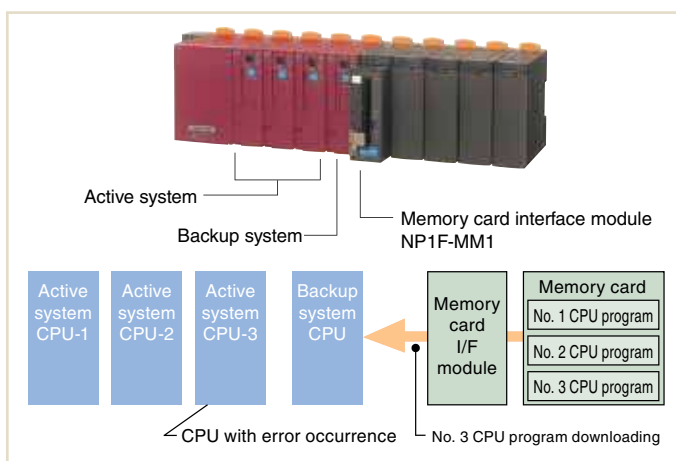 Active system
Backup system
Memory card interface module
NP1F-MM1
Active
system
CPU-1
Active
system
CPU-2
Active
system
CPU-3
Backup
system
CPU
Memory
card
I/F
module
Memory card
No. 1 CPU program
No. 2 CPU program
No. 3 CPU program
CPU with error occurrence
No. 3 CPU program downloading